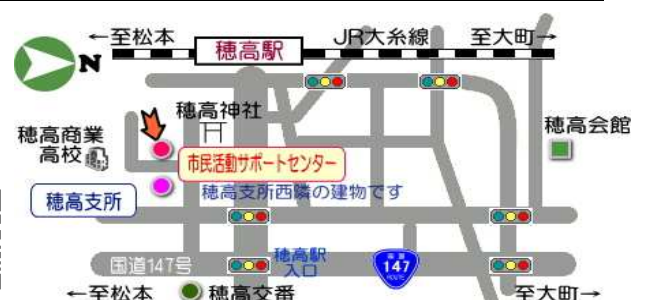 ←至松本
穂高駅
JR大糸線
至大町→
N
穂高神社
穂高商業
高校
穂高会館
市民活動サポートセンター
穂高支所
穂高支所西隣の建物です
国道147号
穂高駅
入口
国道
147
ROUTE
←至松本
穂高交番
至大町→